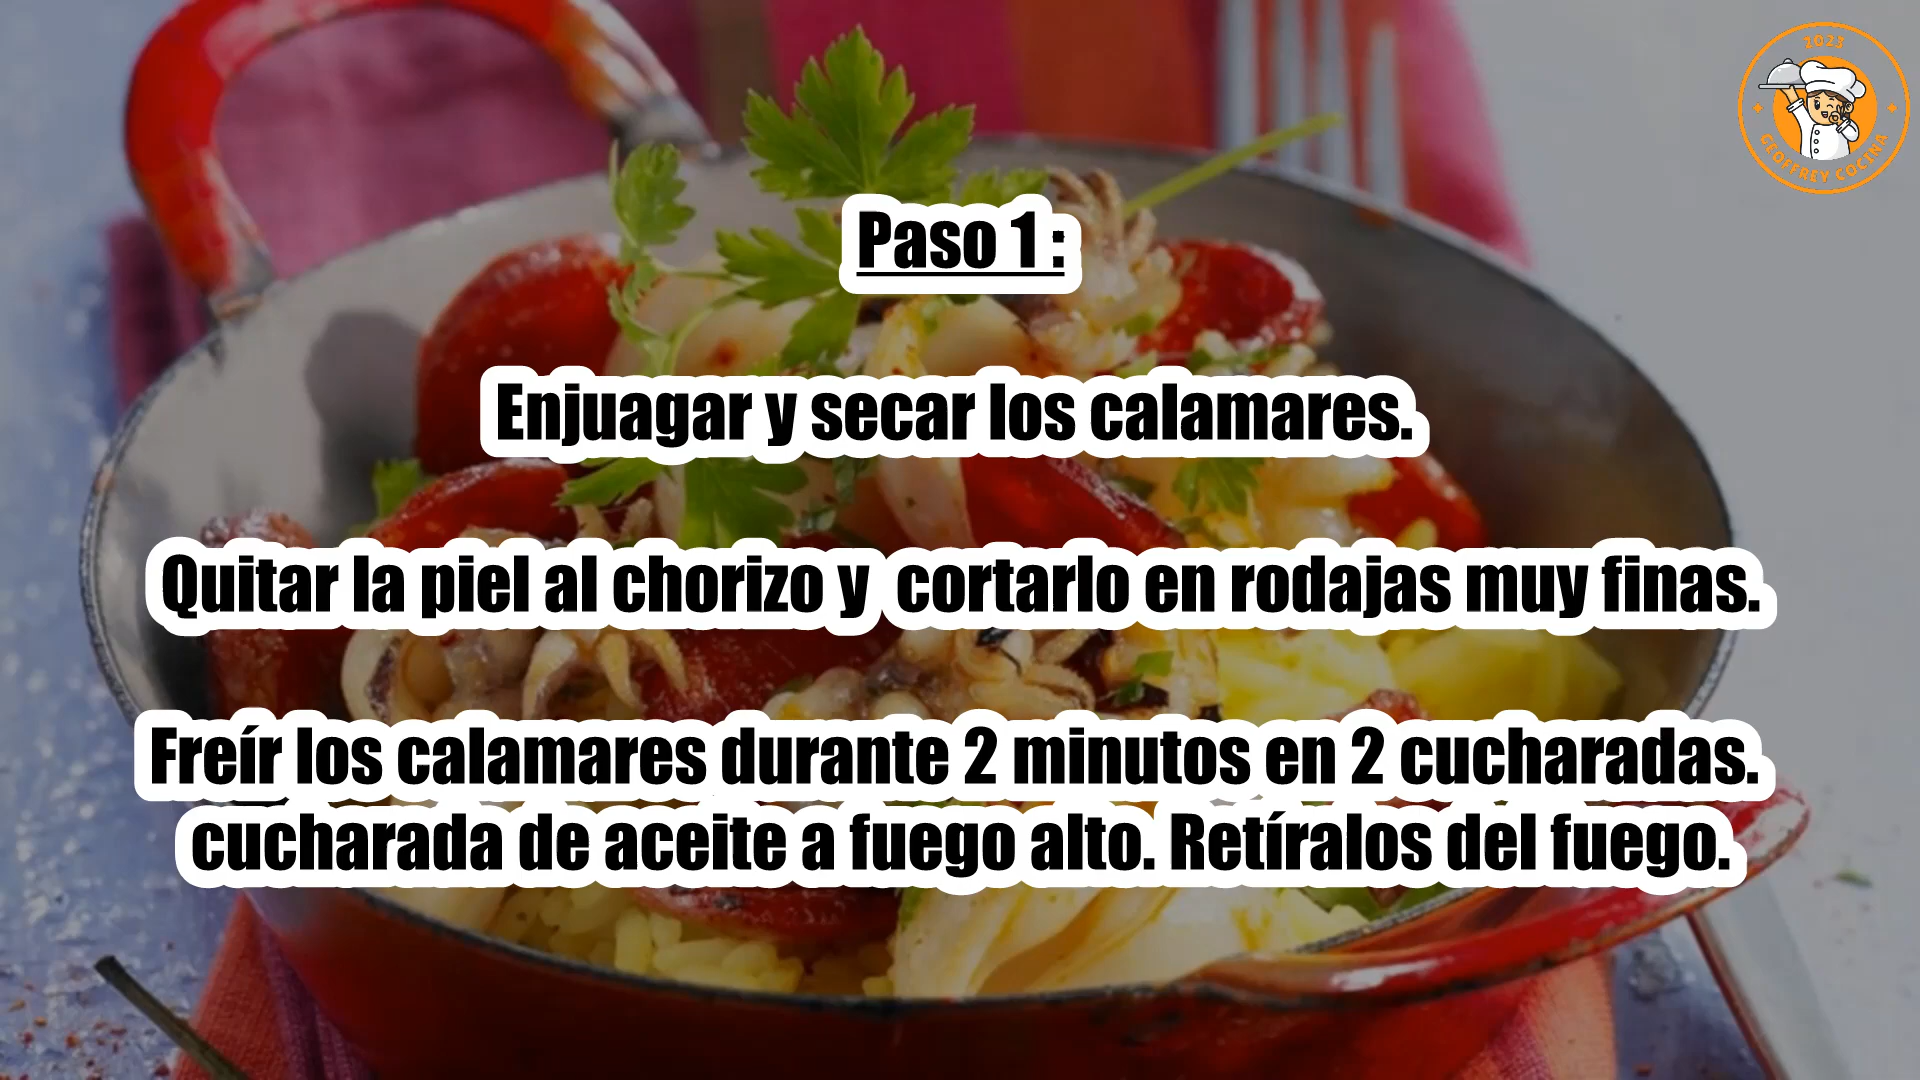 2023
GEOFFREY COCINA
Paso 1 :
Enjuagar y secar los calamares.
Quitar la piel al chorizo y  cortarlo en rodajas muy finas.
Freír los calamares durante 2 minutos en 2 cucharadas.
cucharada de aceite a fuego alto. Retíralos del fuego.